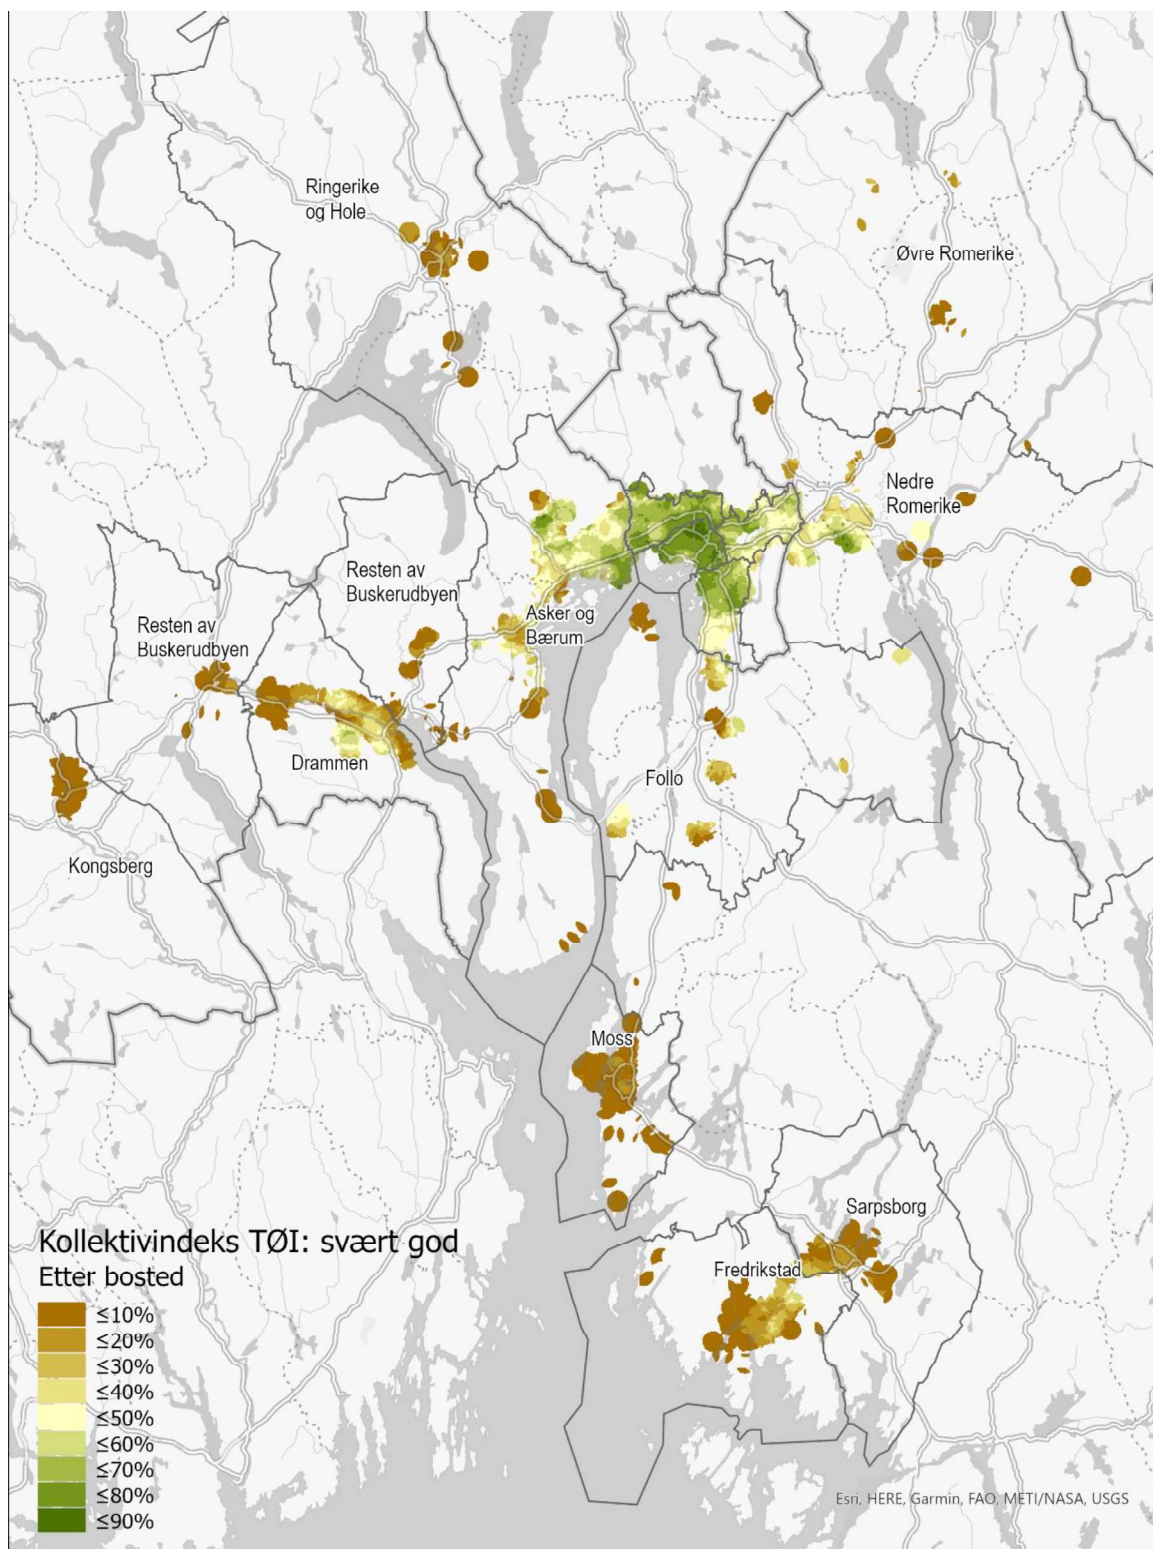 Ringerike
og Hole
Øvre Romerike
Nedre
Romerike
Resten av
Buskerudbyen
Asker og
Bærum
Resten av
Buskerudbyen
Drammen
Follo
Kongsberg
Moss
Sarpsborg
Fredrikstad
Kollektivindeks TØI: svært god
Etter bosted
≤10%
≤20%
≤30%
≤40%
≤50%
≤60%
≤70%
≤80%
≤90%
Esri, HERE, Garmin, FAO, METI/NASA, USGS